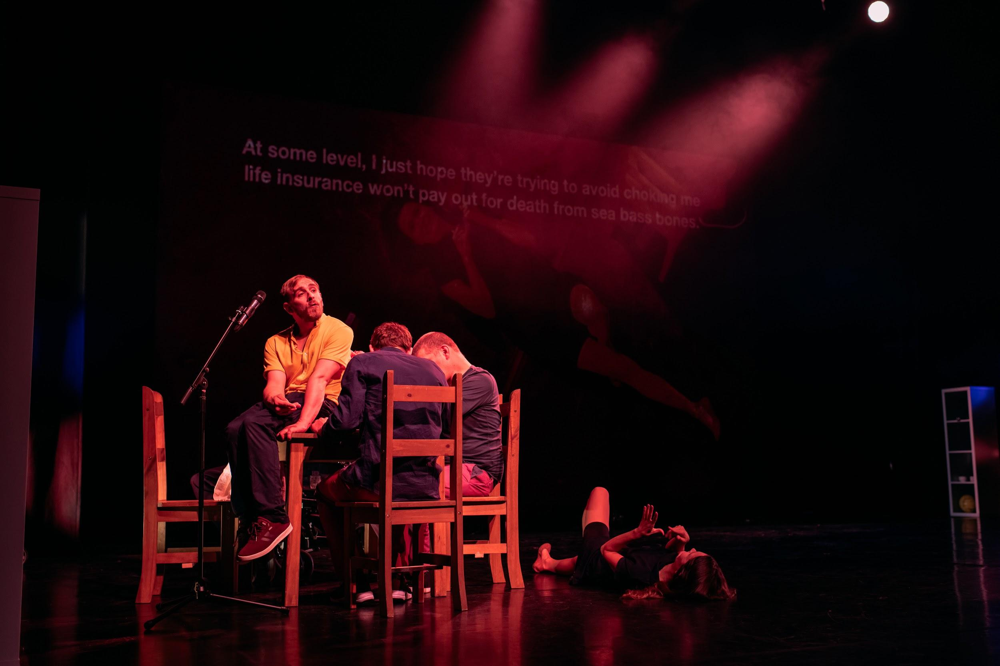 At some level, I just hope they're trying to avoid choking me
life insurance won't pay out for death from sea bass bones.